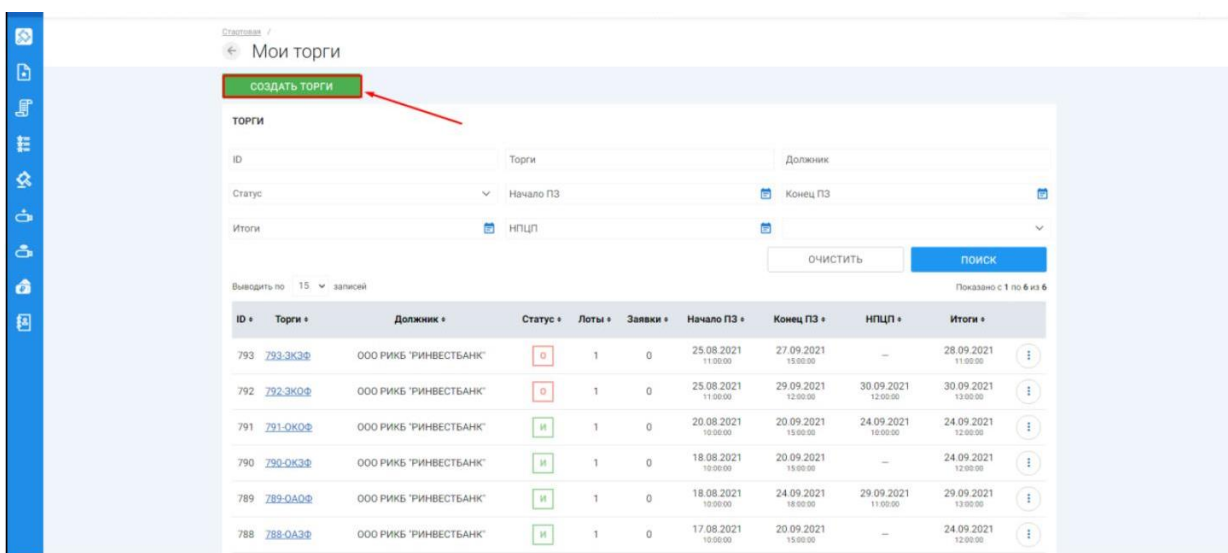 Стартовая /
Мои торги
СОЗДАТЬ ТОРГИ
ТОРГИ
ID Торги Должник
Статус Начало ПЗ Конец ПЗ
Итоги НПЦП
ОЧИСТИТЬ ПОИСК
Выводить по 15 записей Показано с 1 по 6 из 6
ID Торги Должник Статус Лоты Заявки Начало ПЗ Конец ПЗ НПЦП Итоги
793 793-ЗКЗФ ООО РИКБ "РИНВЕСТБАНК" О 1 0 25.08.2021 27.09.2021 — 28.09.2021
11:00:00 15:00:00 11:00:00
792 792-ЗКОФ ООО РИКБ "РИНВЕСТБАНК" О 1 0 25.08.2021 29.09.2021 30.09.2021 30.09.2021
11:00:00 12:00:00 12:00:00 13:00:00
791 791-ОКОФ ООО РИКБ "РИНВЕСТБАНК" И 1 0 20.08.2021 20.09.2021 24.09.2021 24.09.2021
10:00:00 15:00:00 10:00:00 12:00:00
790 790-ОКЗФ ООО РИКБ "РИНВЕСТБАНК" И 1 0 18.08.2021 20.09.2021 — 24.09.2021
10:00:00 15:00:00 12:00:00
789 789-ОАОФ ООО РИКБ "РИНВЕСТБАНК" И 1 0 18.08.2021 24.09.2021 29.09.2021 29.09.2021
10:00:00 18:00:00 11:00:00 13:00:00
788 788-ОАЗФ ООО РИКБ "РИНВЕСТБАНК" И 1 0 17.08.2021 20.09.2021 — 24.09.2021
10:00:00 15:00:00 12:00:00